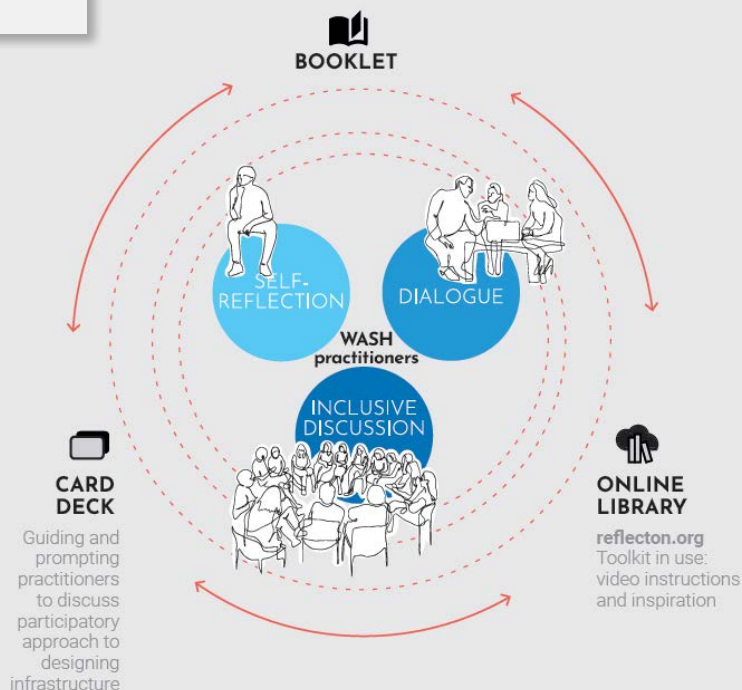 BOOKLET
SELF-
REFLECTION
DIALOGUE
WASH
practitioners
INCLUSIVE
DISCUSSION
CARD
DECK
Guiding and
prompting
practitioners
to discuss
participatory
approach to
designing
infrastructure
ONLINE
LIBRARY
reflecton.org
Toolkit in use:
video instructions
and inspiration